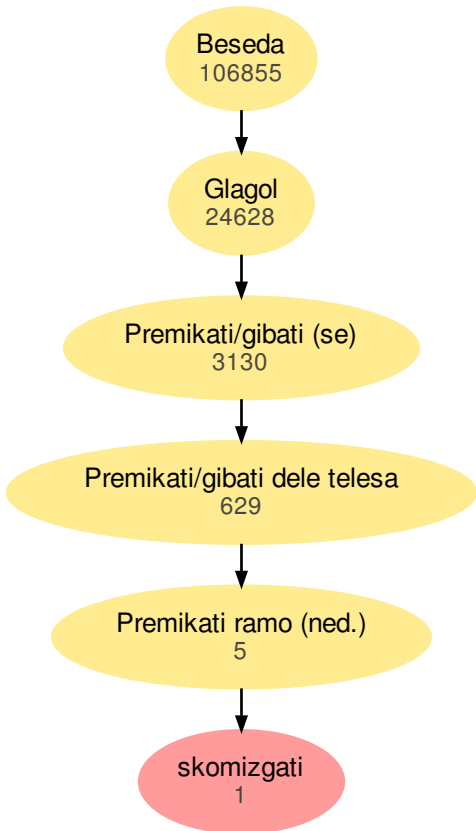 Beseda
106855
Glagol
24628
Premikati/gibati (se)
3130
Premikati/gibati dele telesa
629
Premikati ramo (ned.)
5
skomizgati
1